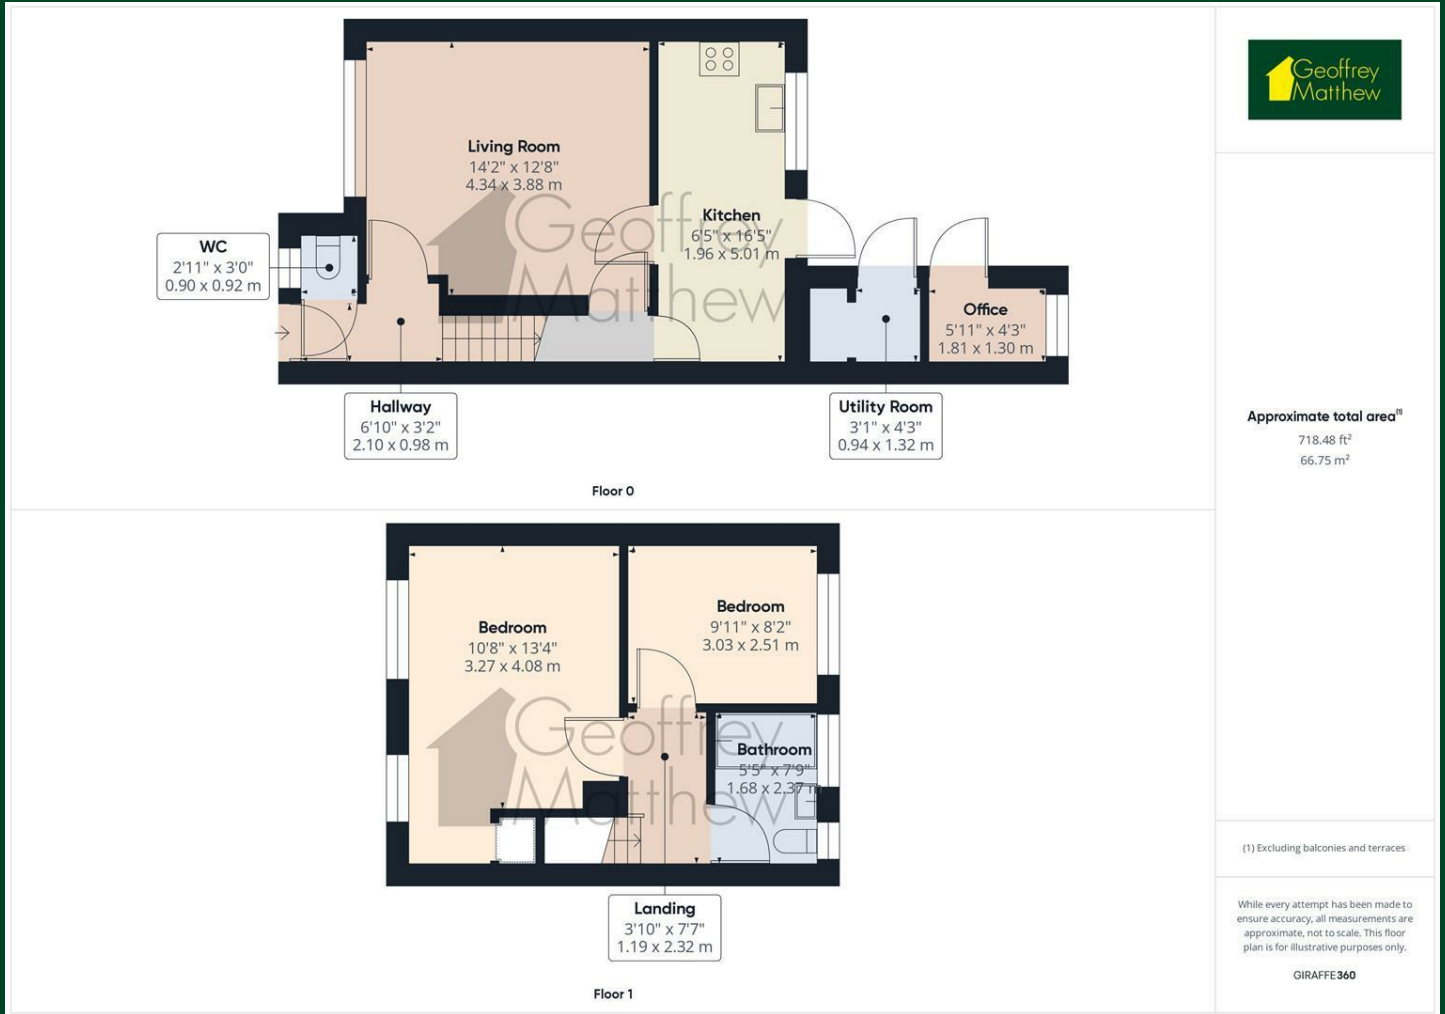 Living Room
14'2" x 12'8"
4.34 x 3.88 m
Kitchen
6'5" x 16'5"
1.96 x 5.01 m
WC
2'11" x 3'0"
0.90 x 0.92 m
Office
5'11" x 4'3"
1.81 x 1.30 m
Hallway
6'10" x 3'2"
2.10 x 0.98 m
Utility Room
3'1" x 4'3"
0.94 x 1.32 m
Geoffrey
Matthew
Floor 0
Bedroom
10'8" x 13'4"
3.27 x 4.08 m
Bedroom
9'11" x 8'2"
3.03 x 2.51 m
Bathroom
5'5" x 7'9"
1.68 x 2.37 m
Geoffrey
Matthew
Landing
3'10" x 7'7"
1.19 x 2.32 m
Floor 1
Geoffrey
Matthew
Approximate total area(1)
718.48 ft²
66.75 m²
(1) Excluding balconies and terraces
While every attempt has been made to
ensure accuracy, all measurements are
approximate, not to scale. This floor
plan is for illustrative purposes only.
GIRAFFE360